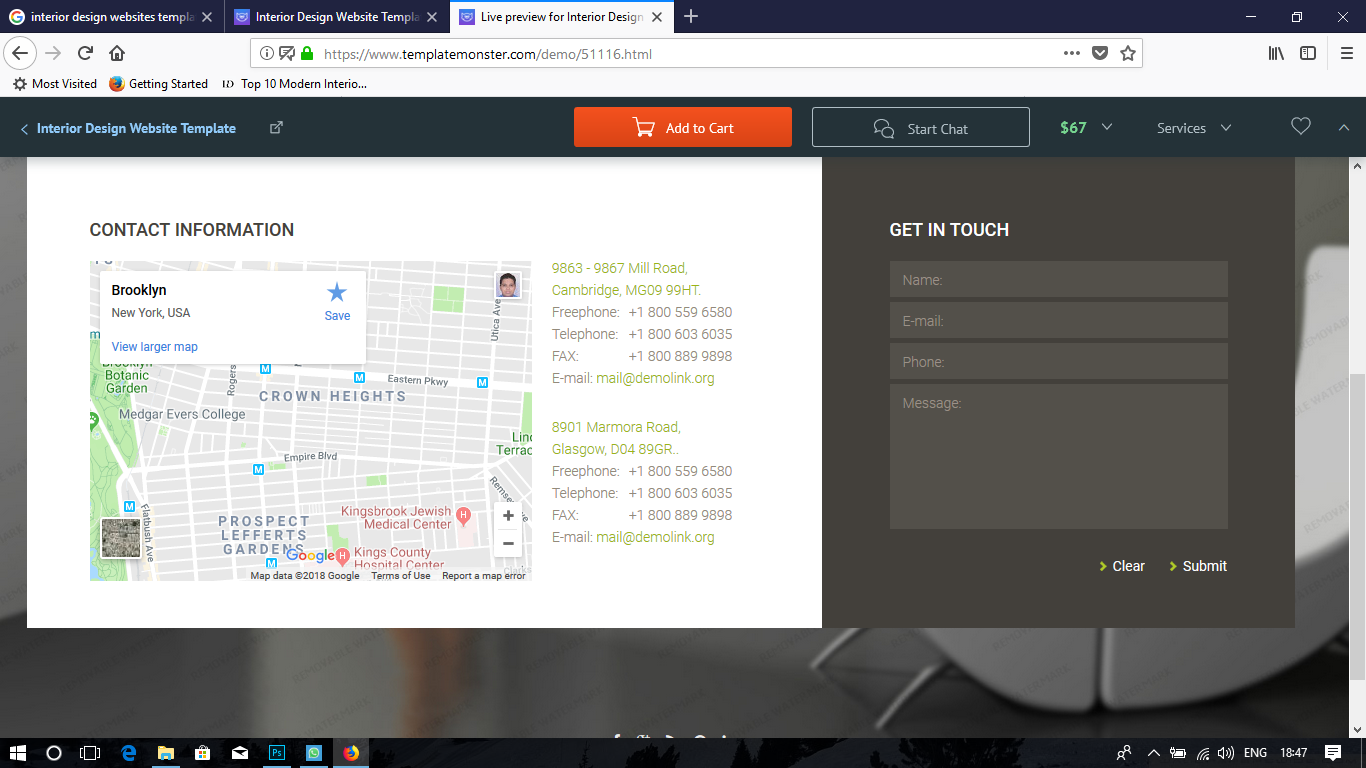 interior design websites templa
Interior Design Website Templa
Live preview for Interior Design
https://www.templatemonster.com/demo/51116.html
Most Visited
Getting Started
Top 10 Modern Interio...
Interior Design Website Template
Add to Cart
Start Chat
$67
Services
CONTACT INFORMATION
Brooklyn
New York, USA
Save
View larger map
Botanic
Garden
Rogers
Utica Ave
Eastern Pkwy
CROWN HEIGHTS
Medgar Evers College
Empire Blvd
Flatbush Ave
PROSPECT
LEFFERTS
GARDENS
Kingsbrook Jewish
Medical Center
Kings County
Hospital Center
Google
Map data ©2018 Google
Terms of Use
Report a map error
9863 - 9867 Mill Road,
Cambridge, MG09 99HT.
Freephone: +1 800 559 6580
Telephone: +1 800 603 6035
FAX: +1 800 889 9898
E-mail: mail@demolink.org
8901 Marmora Road,
Glasgow, D04 89GR..
Freephone: +1 800 559 6580
Telephone: +1 800 603 6035
FAX: +1 800 889 9898
E-mail: mail@demolink.org
GET IN TOUCH
Name:
E-mail:
Phone:
Message:
Clear
Submit
REMOVABLE WATERMARK
ENG
18:47